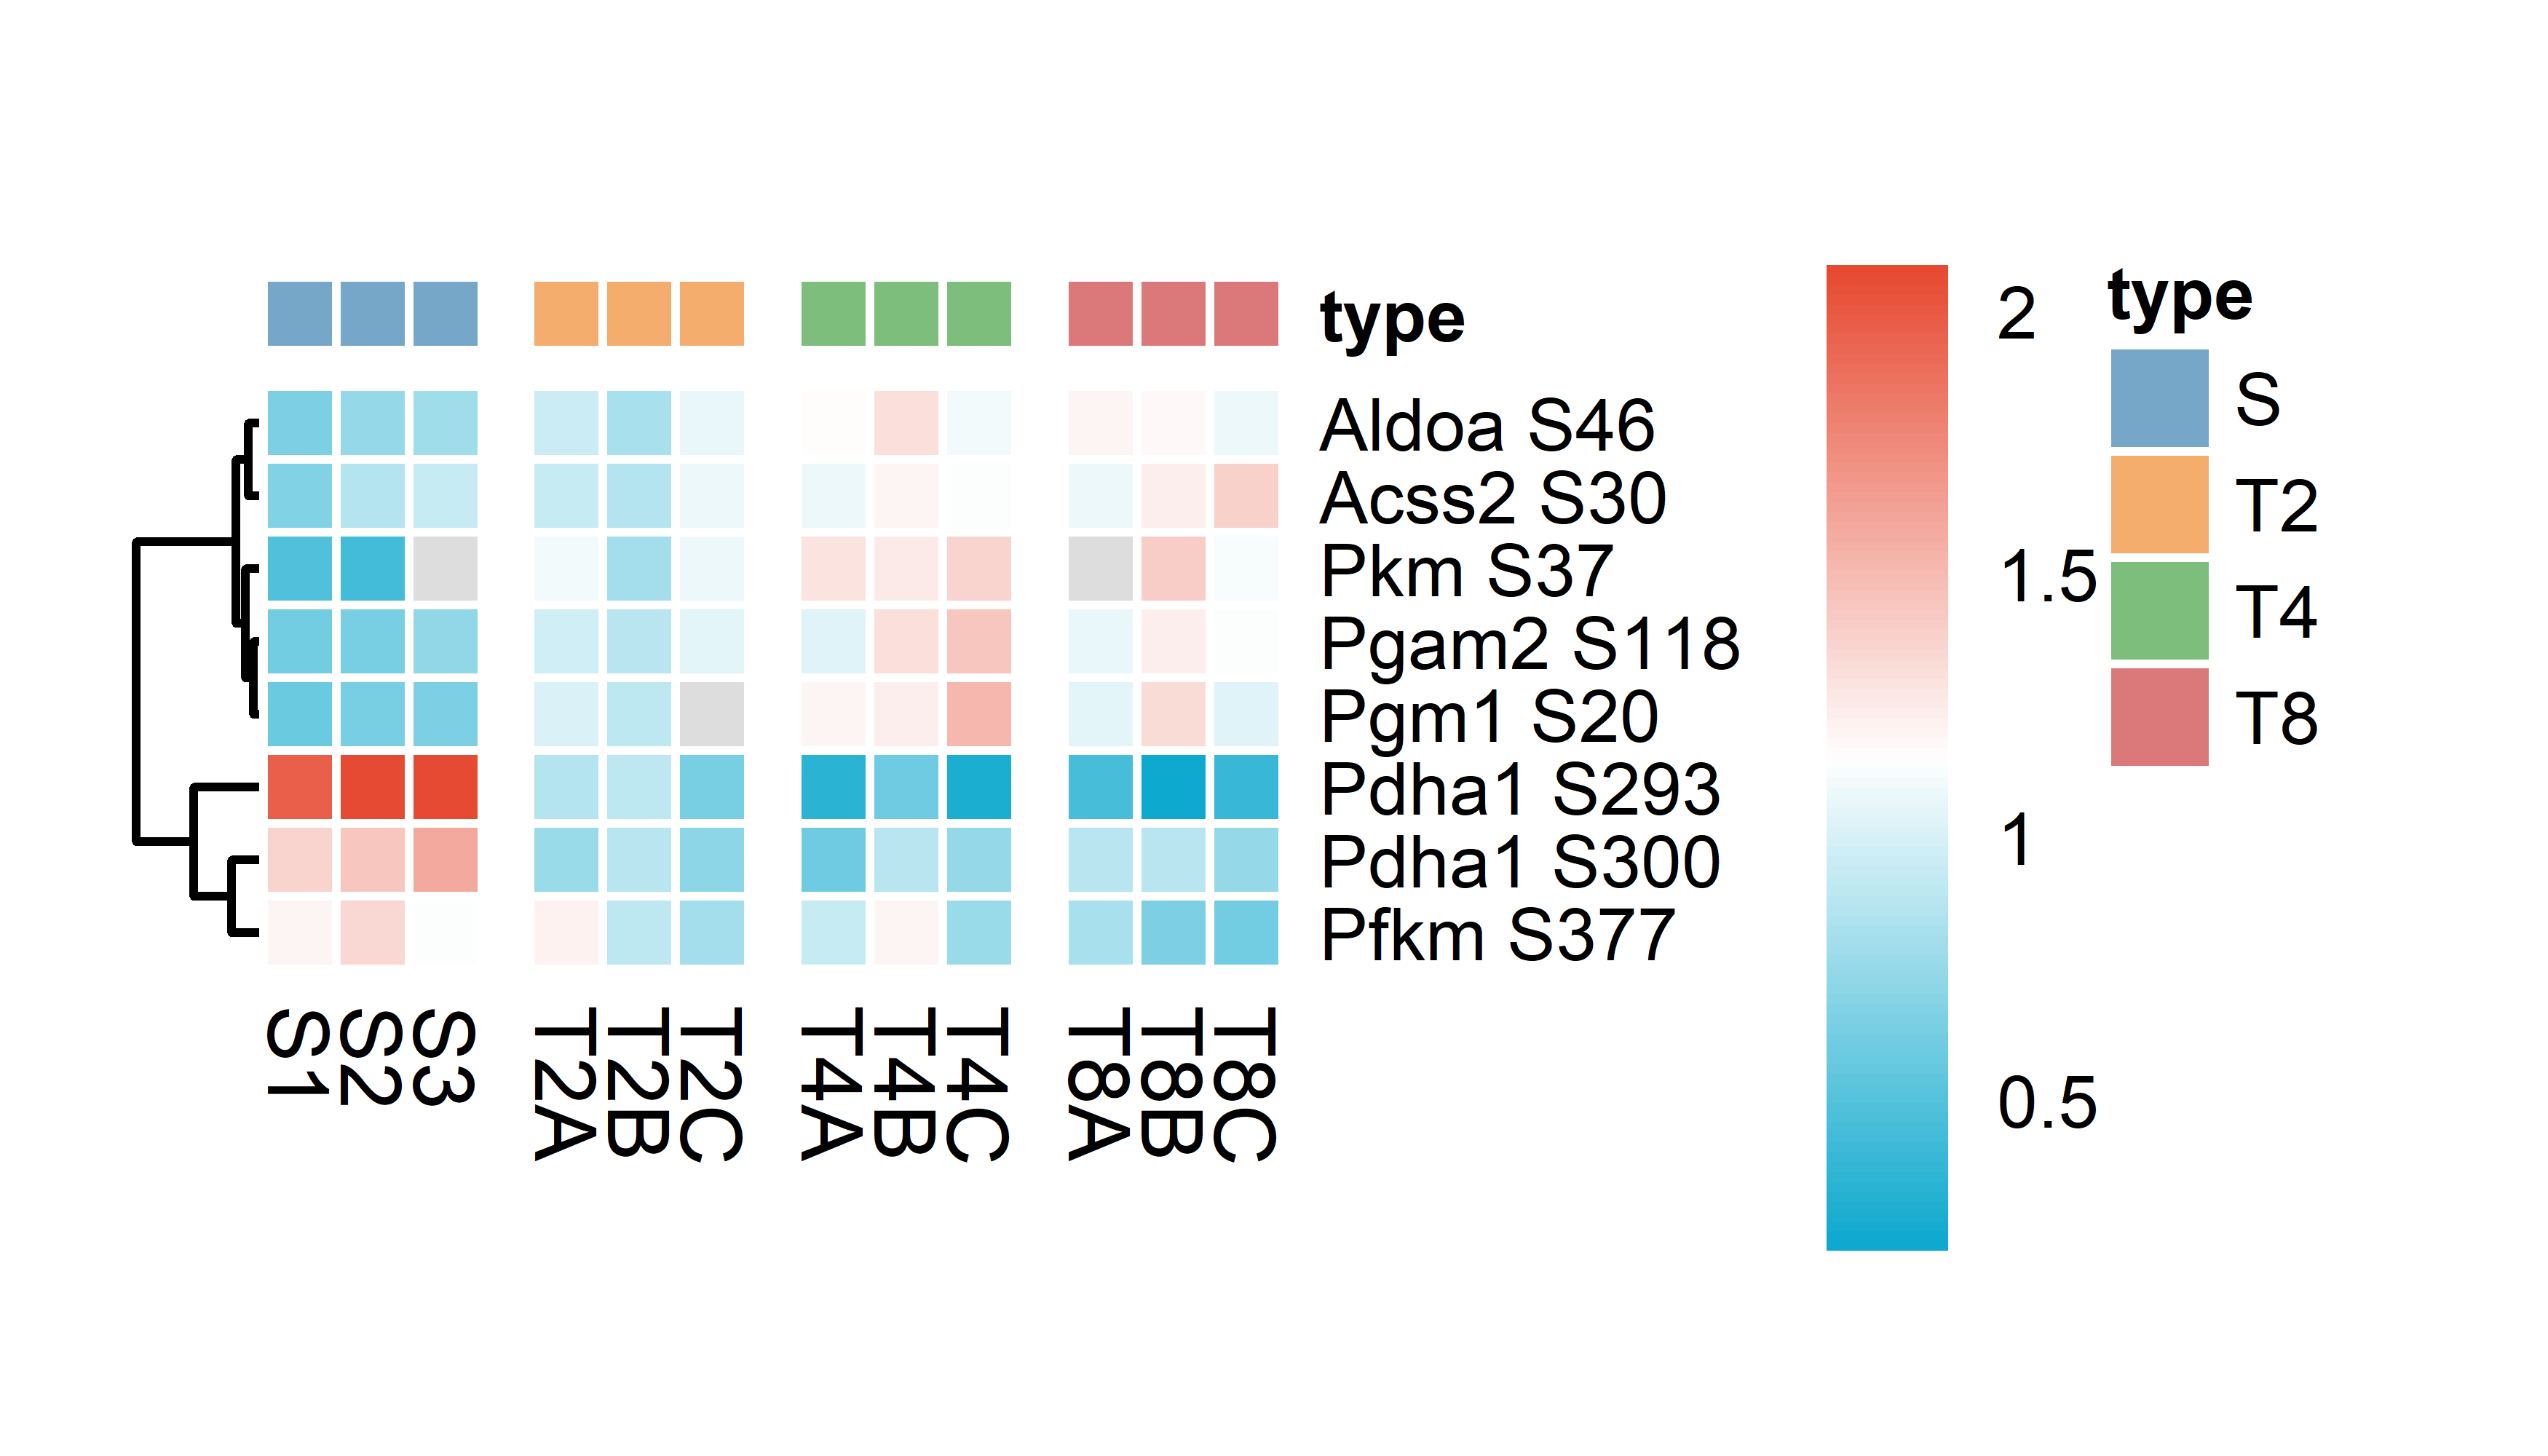 type
Aldoa S46
Acss2 S30
Pkm S37
Pgam2 S118
Pgm1 S20
Pdha1 S293
Pdha1 S300
Pfkm S377
S1
S2
S3
T2A
T2B
T2C
T4A
T4B
T4C
T8A
T8B
T8C
2
1.5
1
0.5
type
S
T2
T4
T8